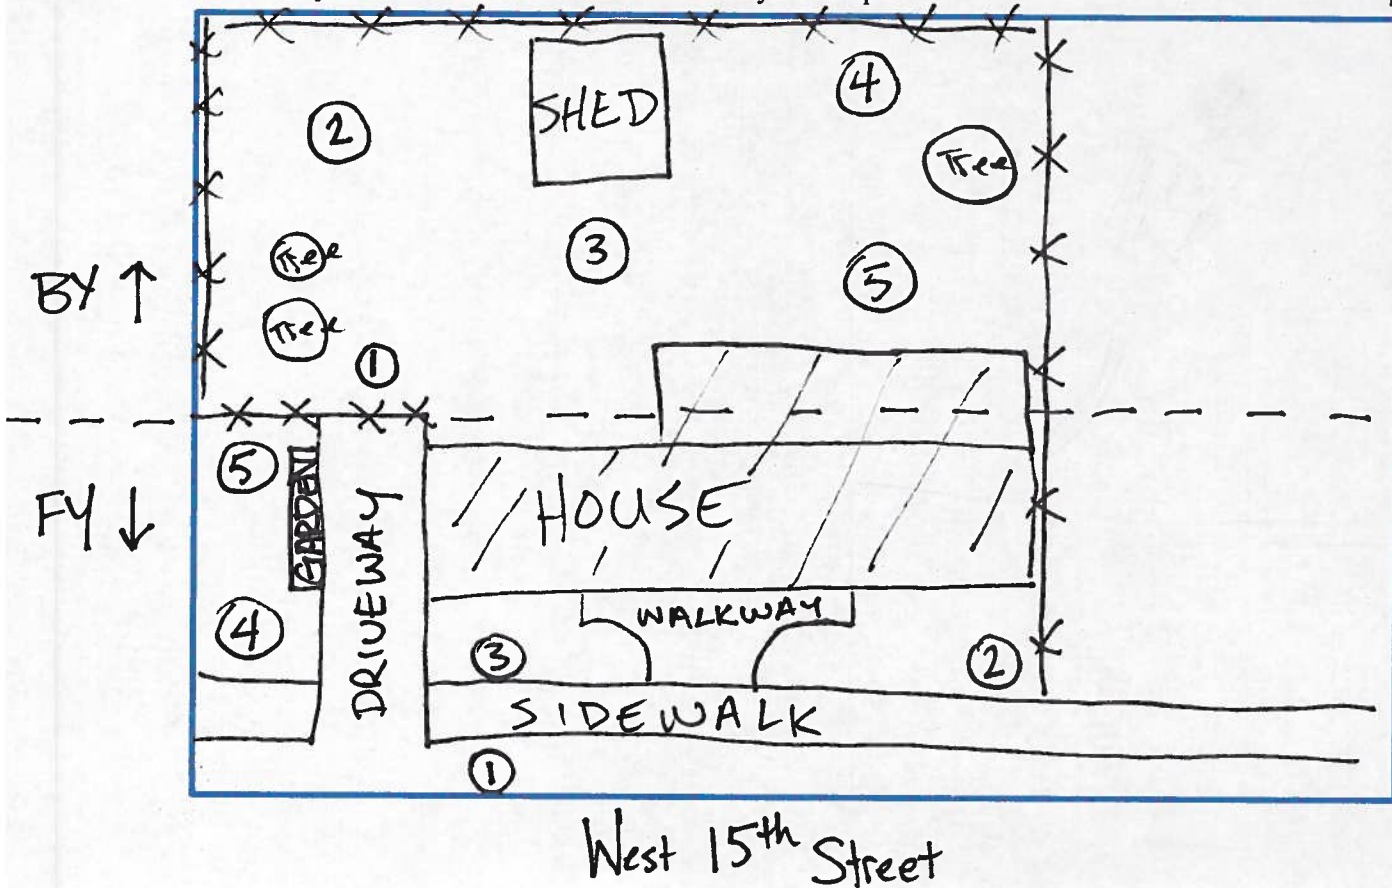 SHED
④
②
Tree
③
Tree
⑤
BY ↑
Tree
①
⑤
GARDEN
HOUSE
FY ↓
DRIVEWAY
WALKWAY
④
③
②
SIDEWALK
①
West 15th Street